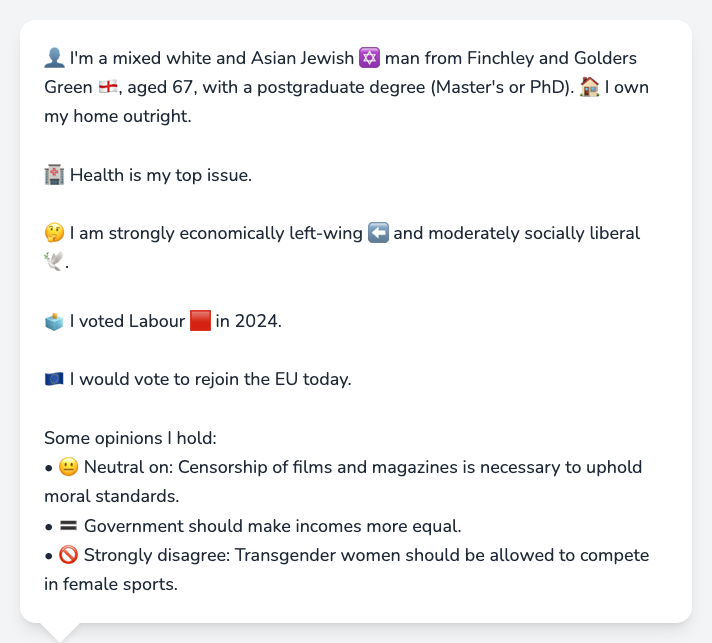 👤 I'm a mixed white and Asian Jewish 🔯 man from Finchley and Golders
Green 🏴󠁧󠁢󠁥󠁮󠁧󠁿, aged 67, with a postgraduate degree (Master's or PhD). 🏠 I own
my home outright.
🏥 Health is my top issue.
🤔 I am strongly economically left-wing ⬅️ and moderately socially liberal
🕊️.
🗳️ I voted Labour 🟥 in 2024.
🇪🇺 I would vote to rejoin the EU today.
Some opinions I hold:
• 😐 Neutral on: Censorship of films and magazines is necessary to uphold
moral standards.
• 🟰 Government should make incomes more equal.
• 🚫 Strongly disagree: Transgender women should be allowed to compete
in female sports.